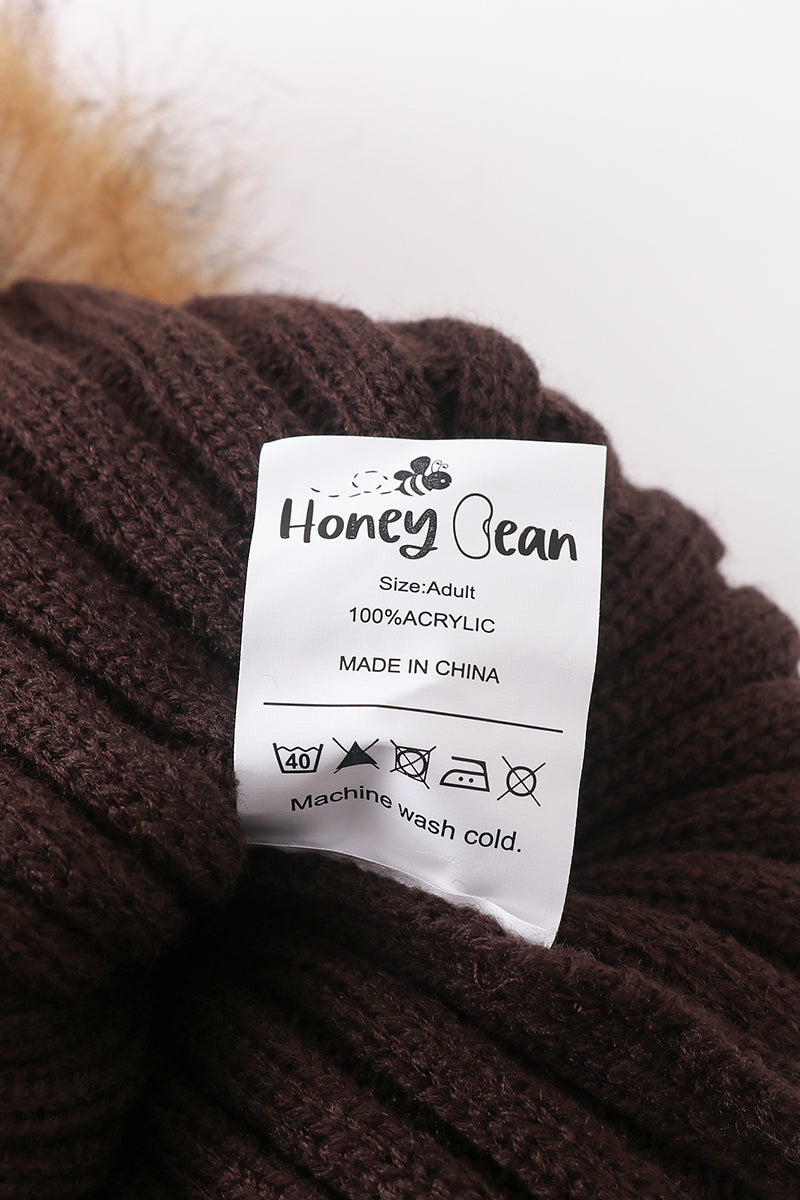 Honey Bean
Size:Adult
100%ACRYLIC
MADE IN CHINA
40
Machine wash cold.